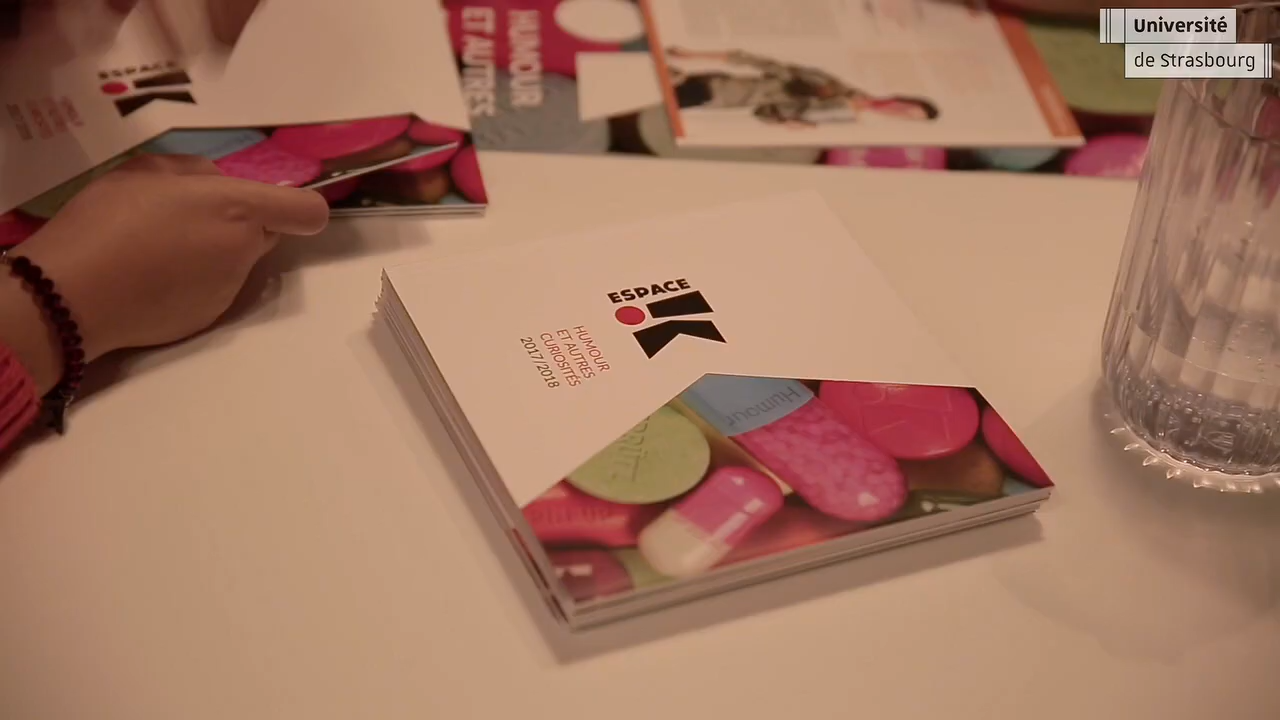 Université
de Strasbourg
ESPACE
HUMOUR
ET AUTRES
ESPACE
K
HUMOUR
ET AUTRES
CURIOSITÉS
2017/2018
Humour